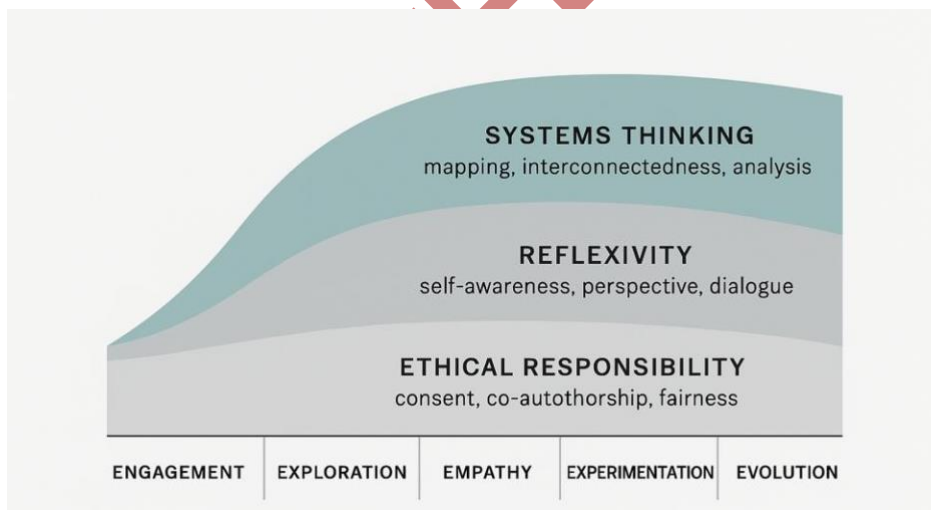 SYSTEMS THINKING
mapping, interconnectedness, analysis
REFLEXIVITY
self-awareness, perspective, dialogue
ETHICAL RESPONSIBILITY
consent, co-autothorship, fairness
ENGAGEMENT EXPLORATION EMPATHY EXPERIMENTATION EVOLUTION